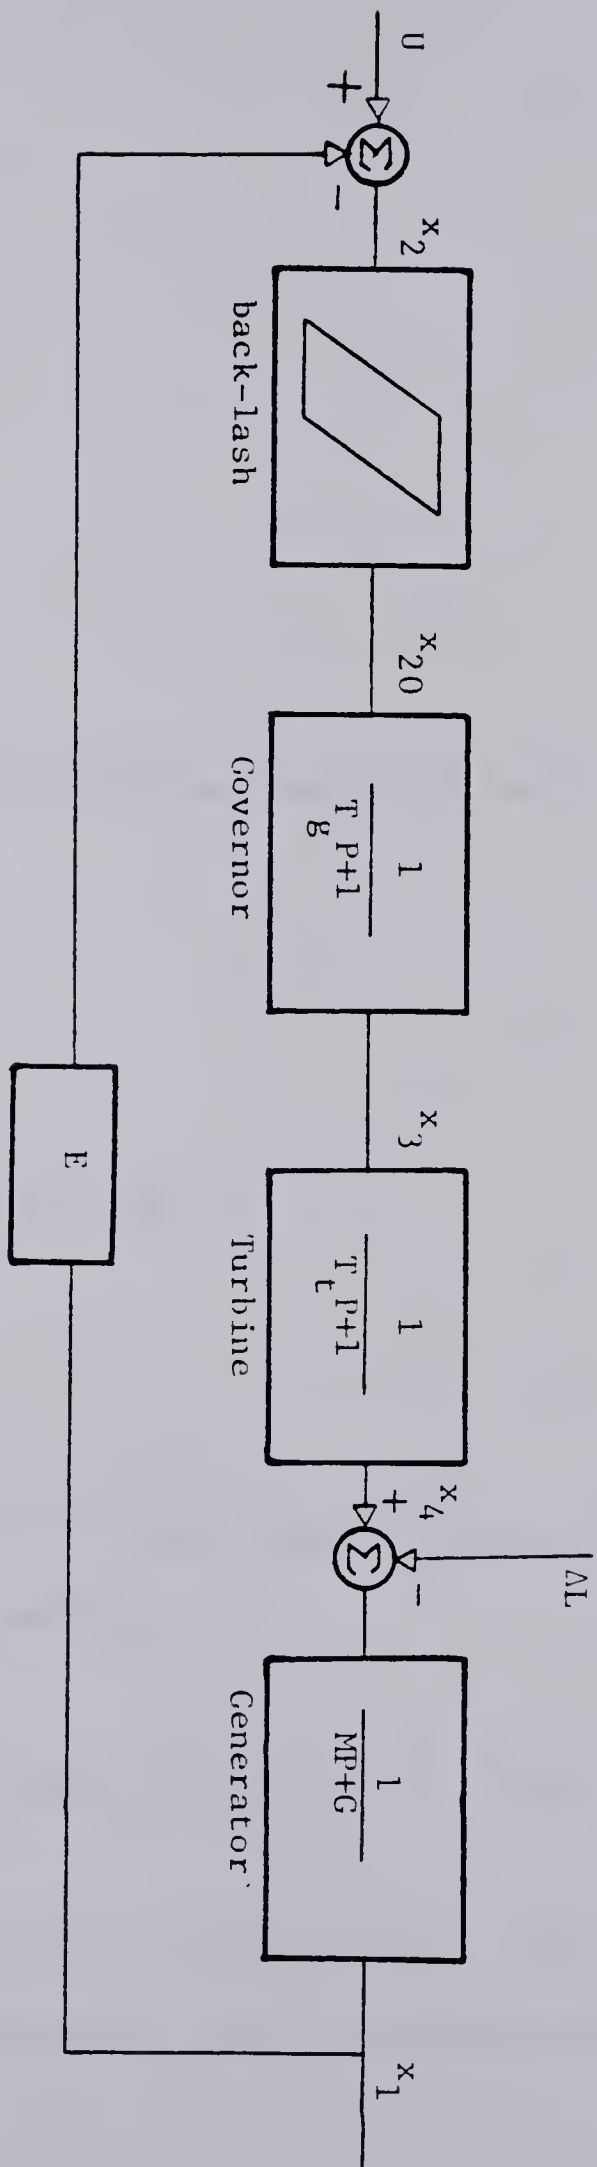 U
+
Σ
-
x2
back-lash
x20
1
TgP+1
Governor
x3
1
TtP+1
Turbine
x4
+
Σ
-
ΔL
1
MP+G
Generator
x1
E